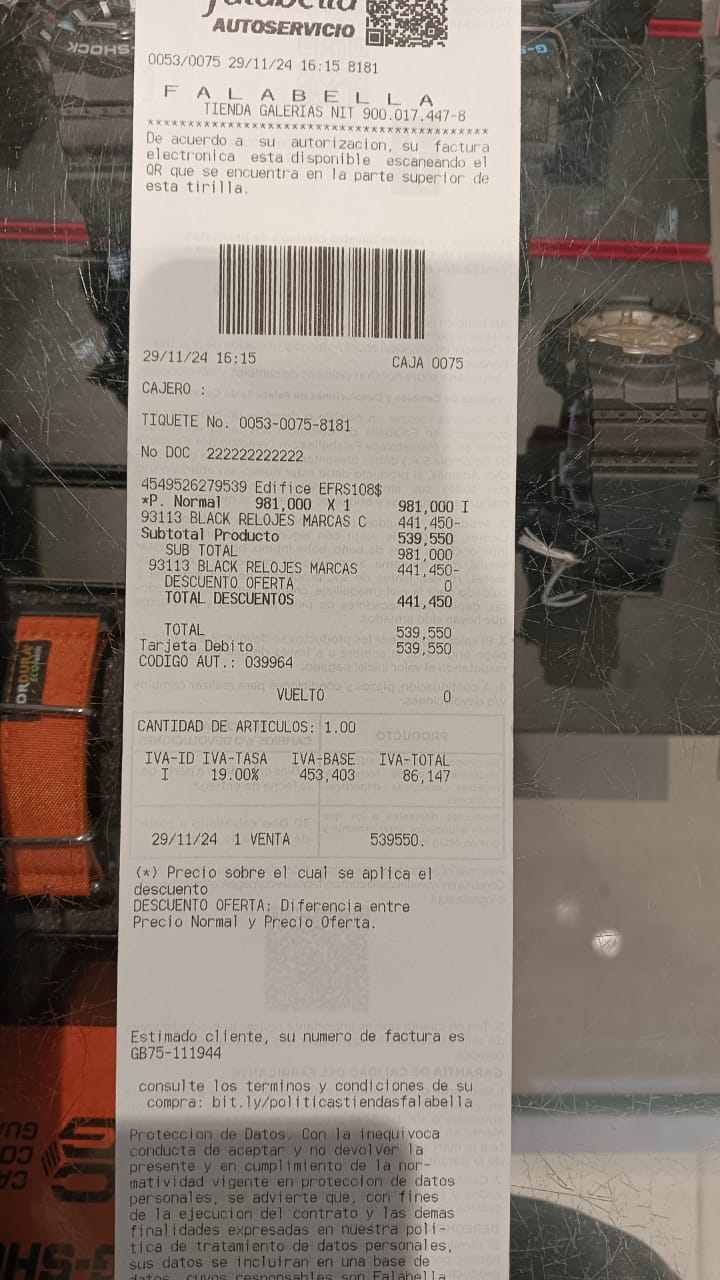 falabella
AUTOSERVICIO
0053/0075 29/11/24 16:15 8181
F A L A B E L L A
TIENDA GALERIAS NIT 900.017.447-8
******************************************
De acuerdo a su autorizacion, su factura
electronica esta disponible escaneando el
QR que se encuentra en la parte superior de
esta tirilla.
29/11/24 16:15 CAJA 0075
CAJERO :
TIQUETE No. 0053-0075-8181
No DOC 222222222222
4549526279539 Edifice EFRS108$
*P. Normal 981,000 X 1 981,000 I
93113 BLACK RELOJES MARCAS C 441,450-
Subtotal Producto 539,550
SUB TOTAL 981,000
93113 BLACK RELOJES MARCAS 441,450-
DESCUENTO OFERTA 0
TOTAL DESCUENTOS 441,450
TOTAL 539,550
Tarjeta Debito 539,550
CODIGO AUT.: 039964
VUELTO 0
CANTIDAD DE ARTICULOS: 1.00
IVA-ID IVA-TASA IVA-BASE IVA-TOTAL
I 19.00% 453,403 86,147
29/11/24 1 VENTA 539550.
(*) Precio sobre el cual se aplica el
descuento
DESCUENTO OFERTA: Diferencia entre
Precio Normal y Precio Oferta.
Estimado cliente, su numero de factura es
GB75-111944
consulte los terminos y condiciones de su
compra: bit.ly/politicastiendasfalabella
Proteccion de Datos. Con la inequivoca
conducta de aceptar y no devolver la
presente y en cumplimiento de la nor-
matividad vigente en proteccion de datos
personales, se advierte que, con fines
de la ejecucion del contrato y las demas
finalidades expresadas en nuestra poli-
tica de tratamiento de datos personales,
sus datos se incluiran en una base de
datos, cuyos responsables son Falabella
G-SHOCK
CORDURA
G-SHOCK